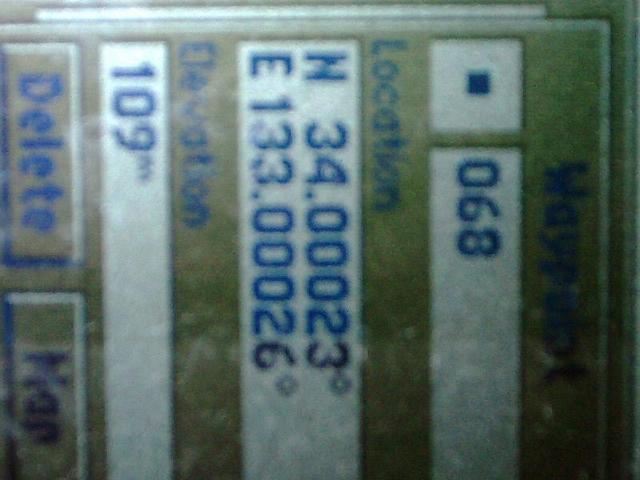 Waypoint
068
Location
N 34.00023°
E 133.00026°
Elevation
109m
Delete
Map